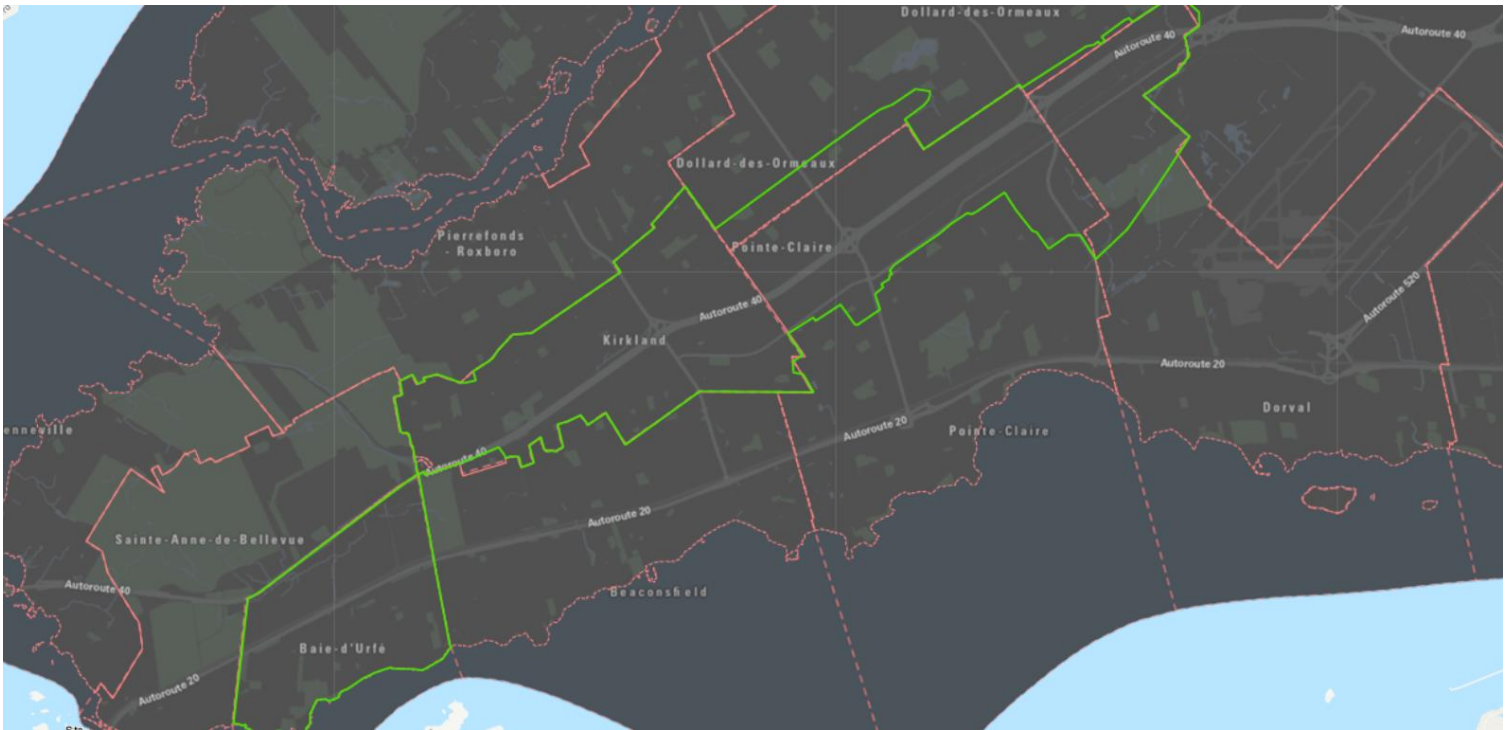 Dollard-des-Ormeaux
Autoroute 40
Autoroute 40
Dollard-des-Ormeaux
Pierrefonds
- Roxboro
Pointe-Claire
Autoroute 520
Autoroute 40
Kirkland
Autoroute 20
Dorval
enneville
Autoroute 20
Pointe-Claire
Autoroute 40
Autoroute 20
Sainte-Anne-de-Bellevue
Autoroute 40
Beaconsfield
Baie-d'Urfé
Autoroute 20